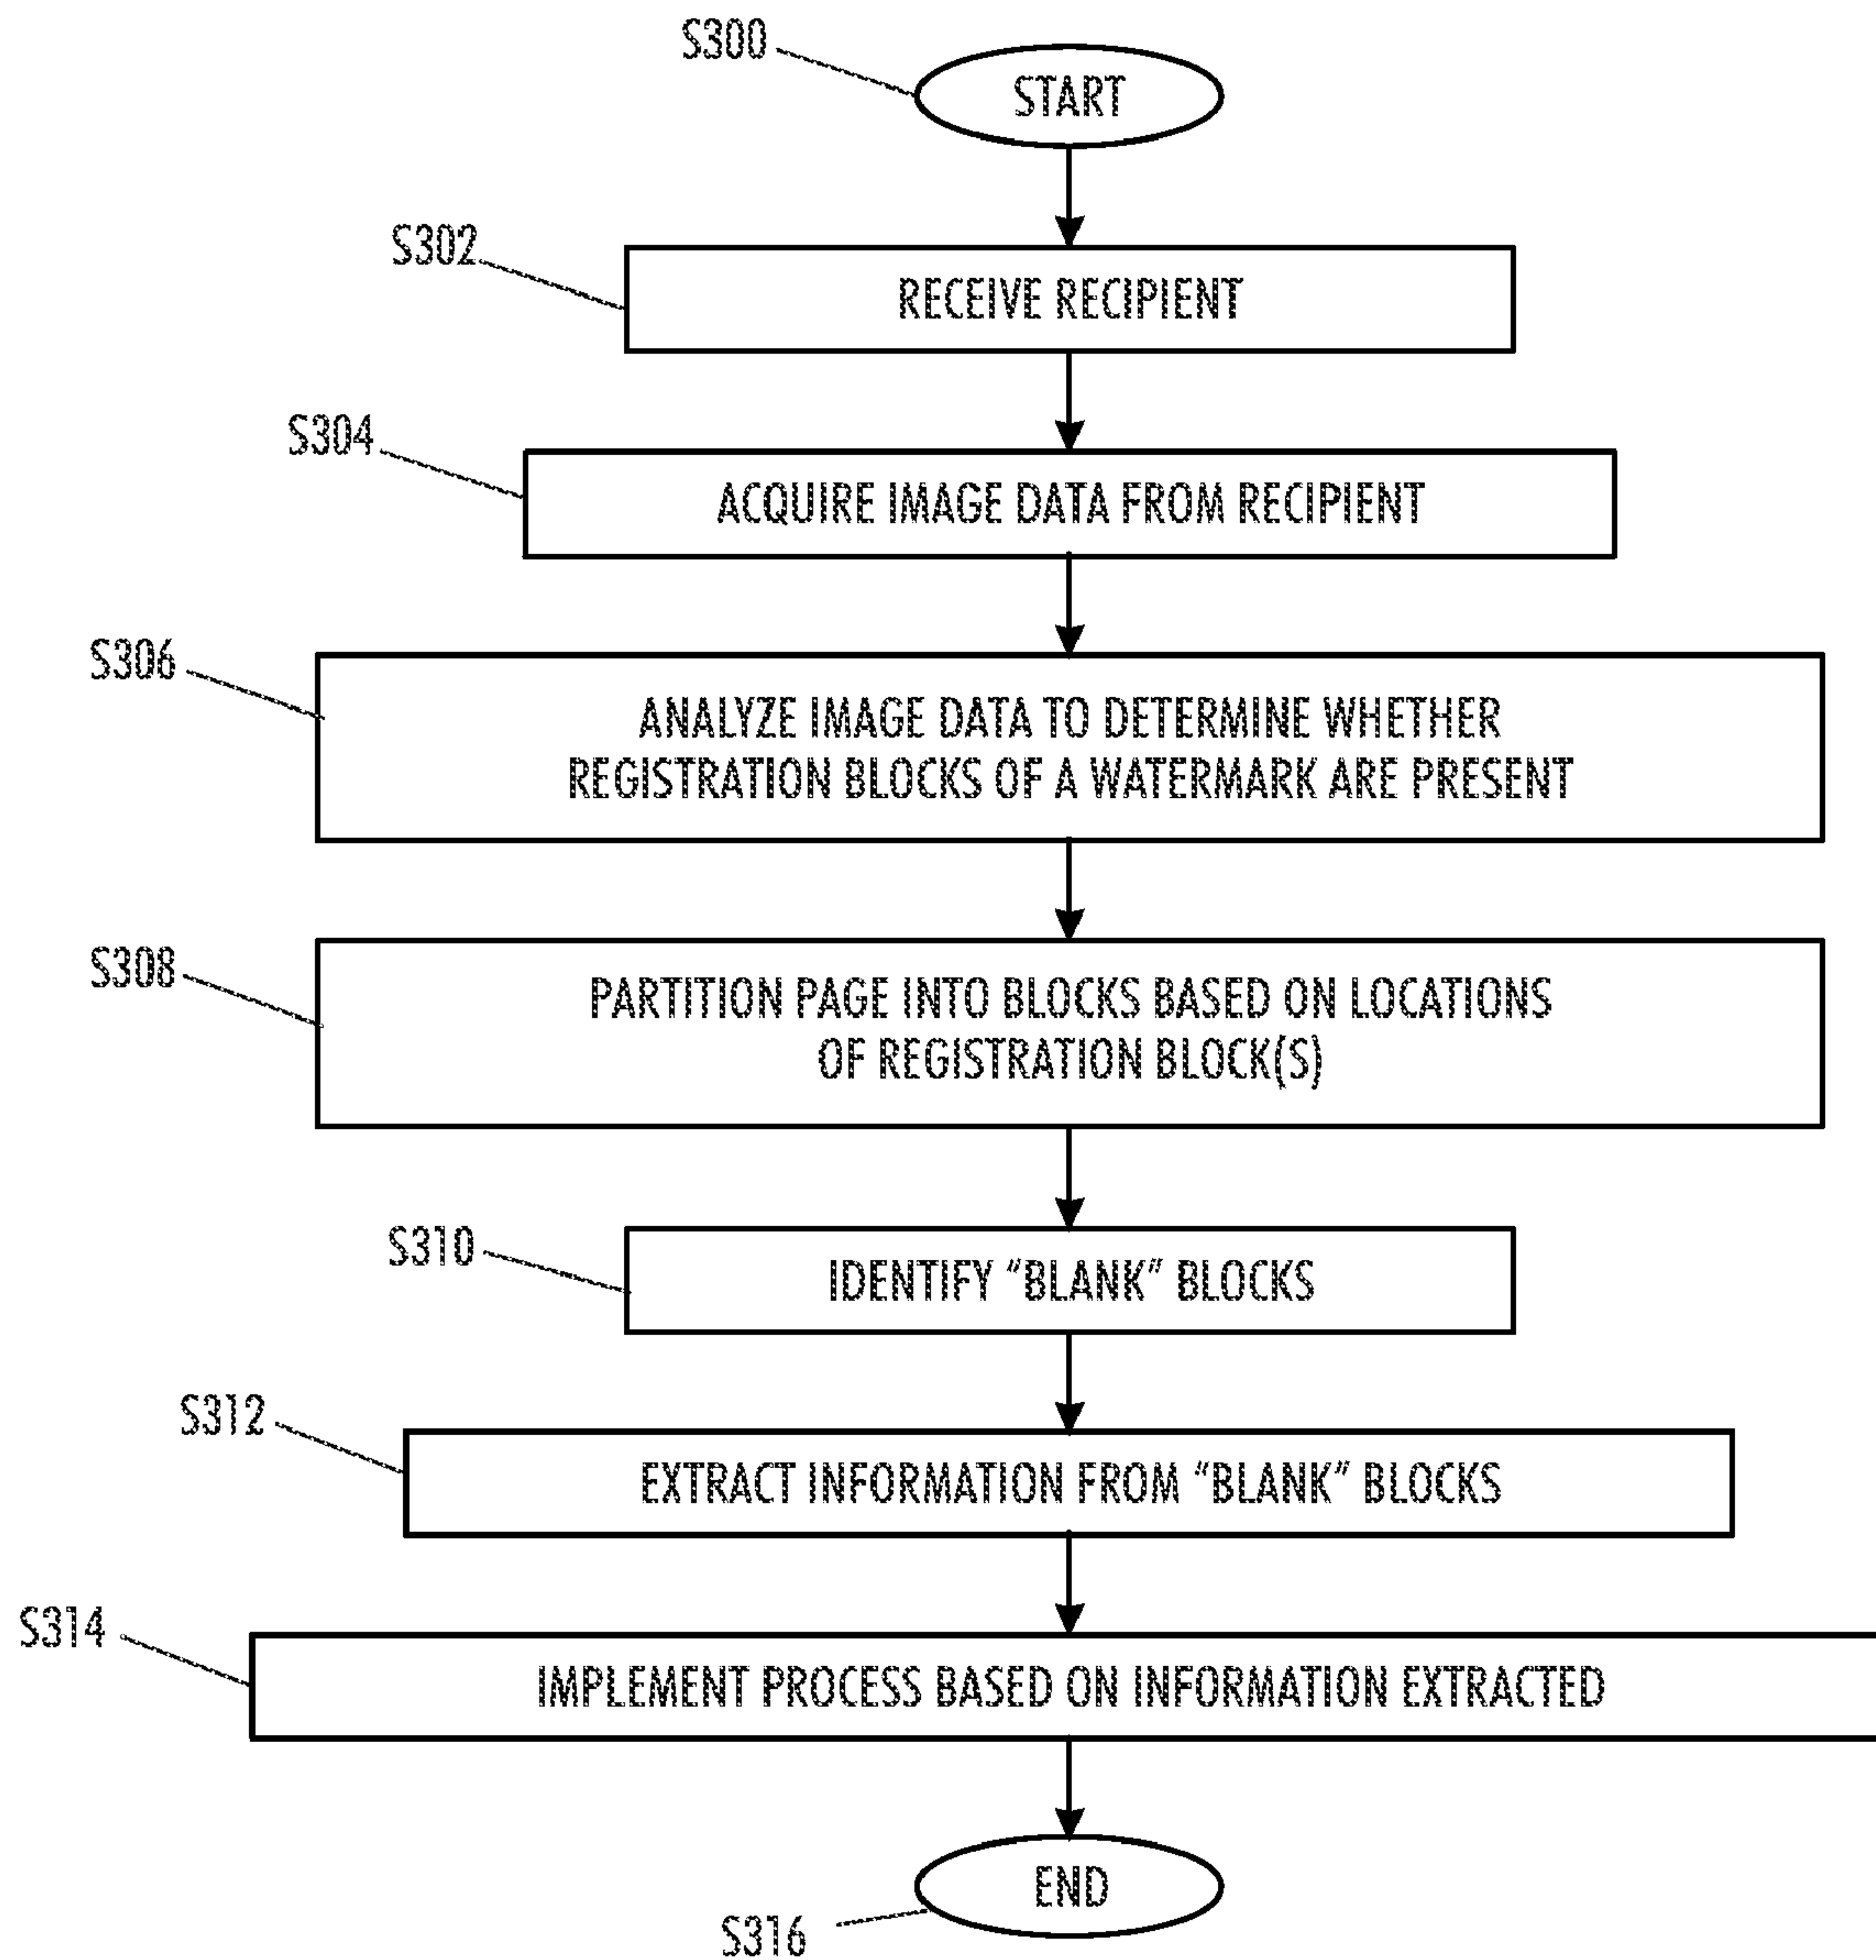 S300
START
S302
RECEIVE RECIPIENT
S304
ACQUIRE IMAGE DATA FROM RECIPIENT
S306
ANALYZE IMAGE DATA TO DETERMINE WHETHER
REGISTRATION BLOCKS OF A WATERMARK ARE PRESENT
S308
PARTITION PAGE INTO BLOCKS BASED ON LOCATIONS
OF REGISTRATION BLOCK(S)
S310
IDENTIFY "BLANK" BLOCKS
S312
EXTRACT INFORMATION FROM "BLANK" BLOCKS
S314
IMPLEMENT PROCESS BASED ON INFORMATION EXTRACTED
END
S316